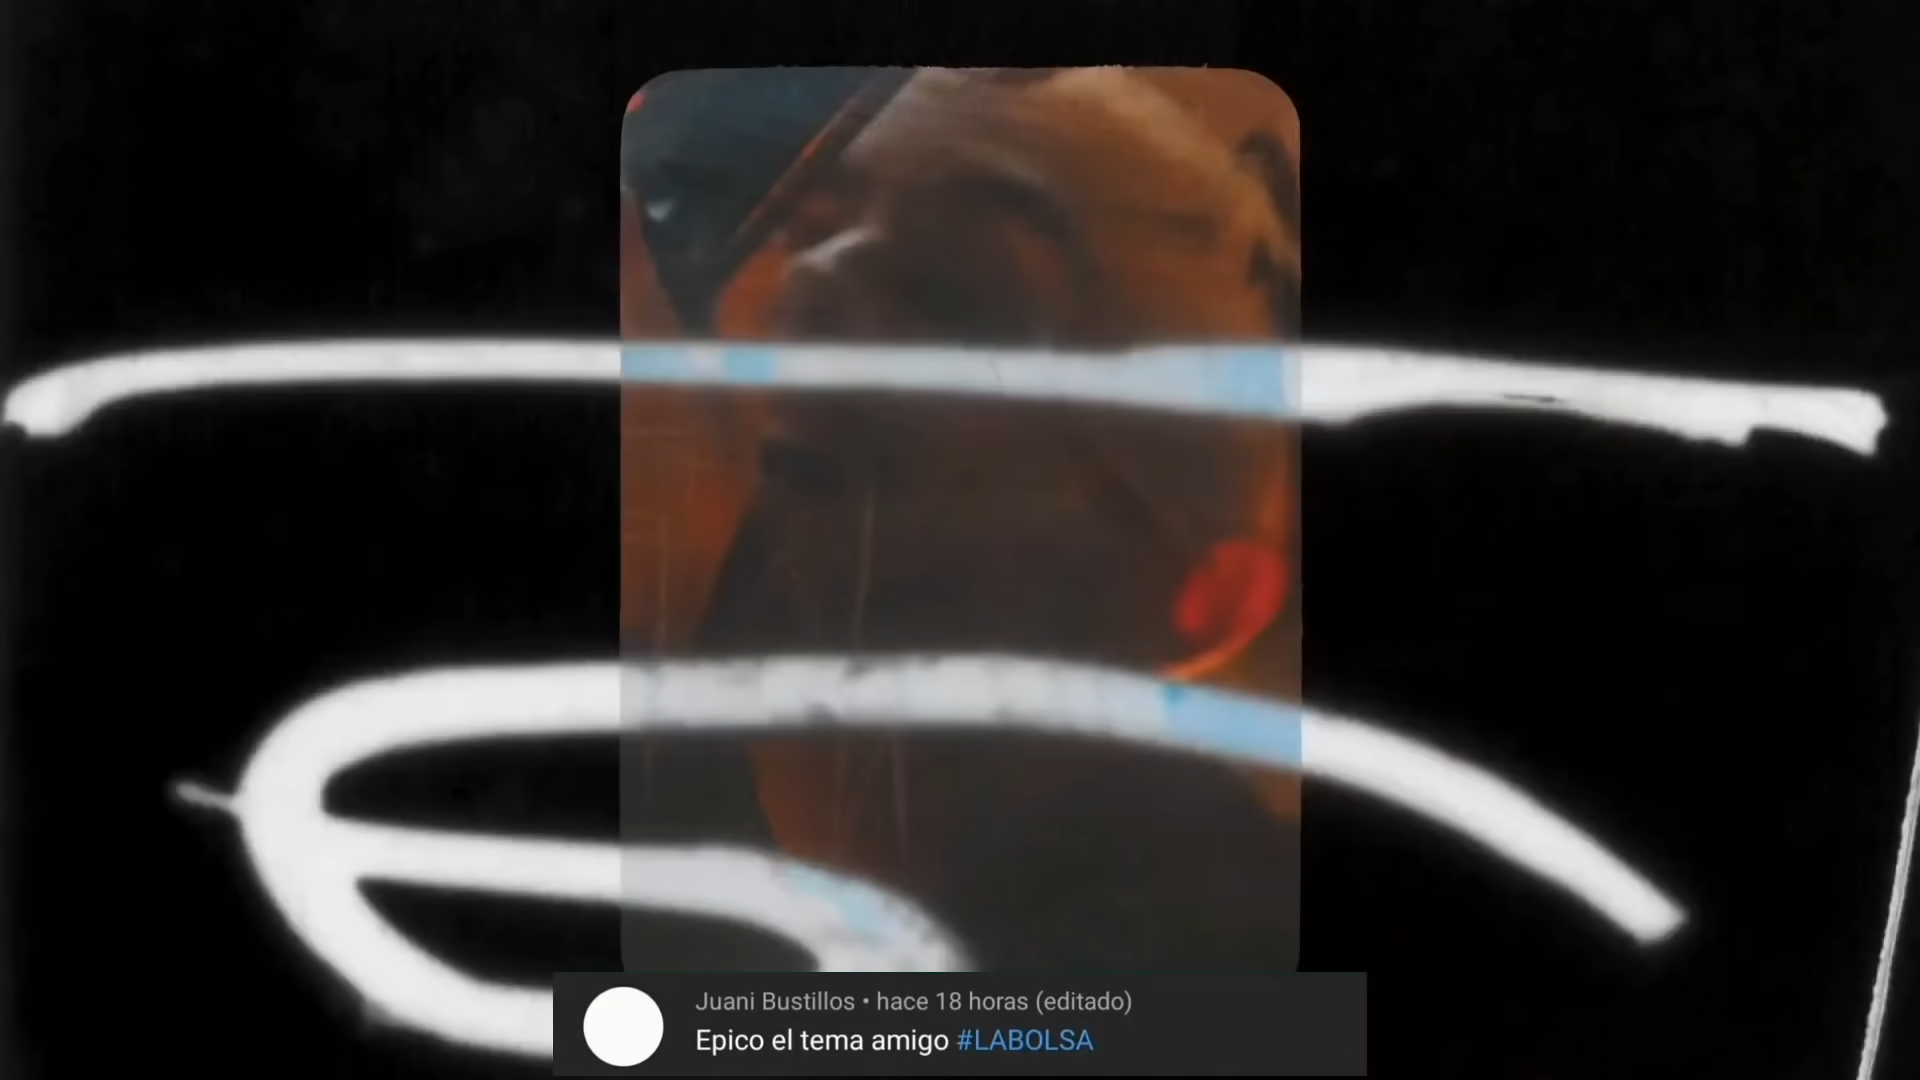 Juani Bustillos • hace 18 horas (editado)
Epico el tema amigo #LABOLSA